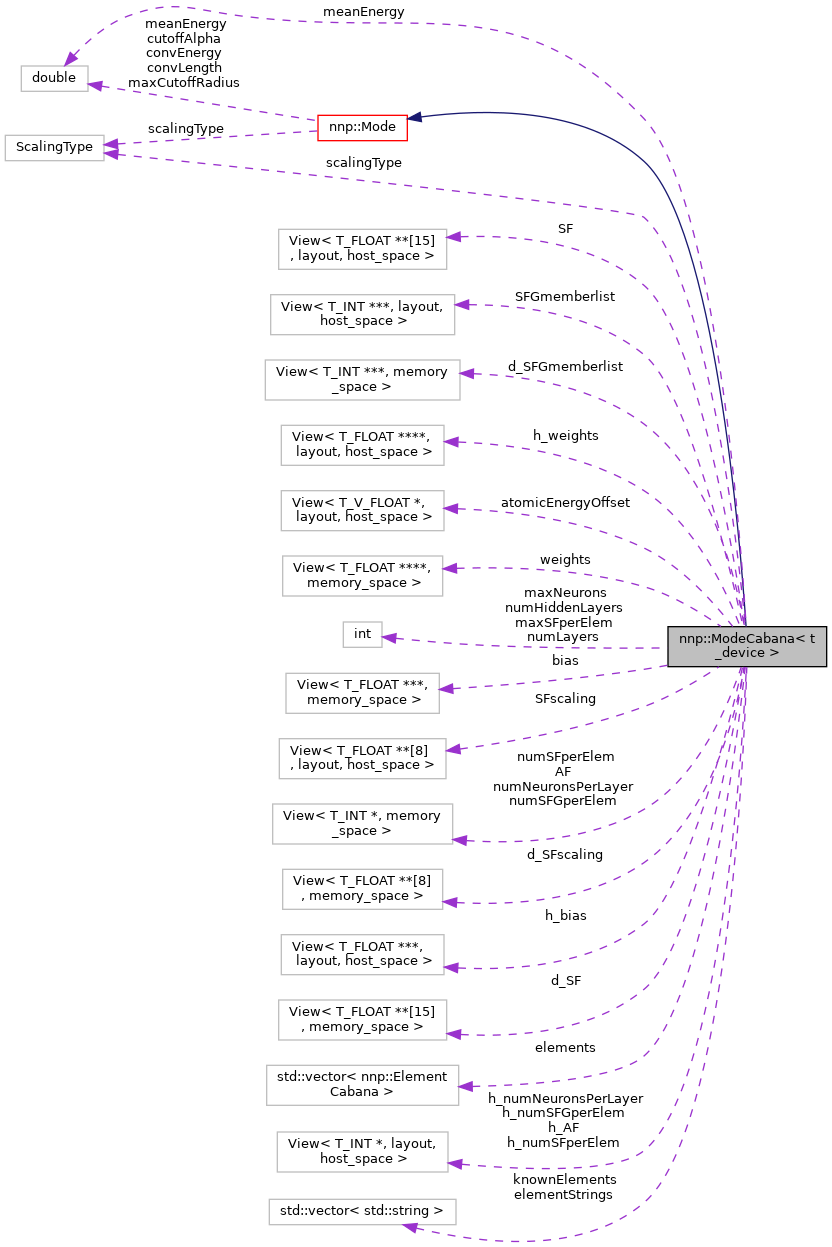 meanEnergy
meanEnergy
cutoffAlpha
convEnergy
convLength
maxCutoffRadius
double
nnp::Mode
scalingType
ScalingType
scalingType
SF
View< T_FLOAT **[15]
, layout, host_space >
SFGmemberlist
View< T_INT ***, layout,
host_space >
d_SFGmemberlist
View< T_INT ***, memory
_space >
h_weights
View< T_FLOAT ****,
layout, host_space >
atomicEnergyOffset
View< T_V_FLOAT *,
layout, host_space >
weights
View< T_FLOAT ****,
memory_space >
maxNeurons
numHiddenLayers
maxSFperElem
numLayers
int
nnp::ModeCabana< t
_device >
bias
View< T_FLOAT ***,
memory_space >
SFscaling
View< T_FLOAT **[8]
, layout, host_space >
numSFperElem
AF
numNeuronsPerLayer
numSFGperElem
View< T_INT *, memory
_space >
d_SFscaling
View< T_FLOAT **[8]
, memory_space >
h_bias
View< T_FLOAT ***,
layout, host_space >
d_SF
View< T_FLOAT **[15]
, memory_space >
elements
std::vector< nnp::Element
Cabana >
h_numNeuronsPerLayer
h_numSFGperElem
h_AF
h_numSFperElem
View< T_INT *, layout,
host_space >
knownElements
elementStrings
std::vector< std::string >